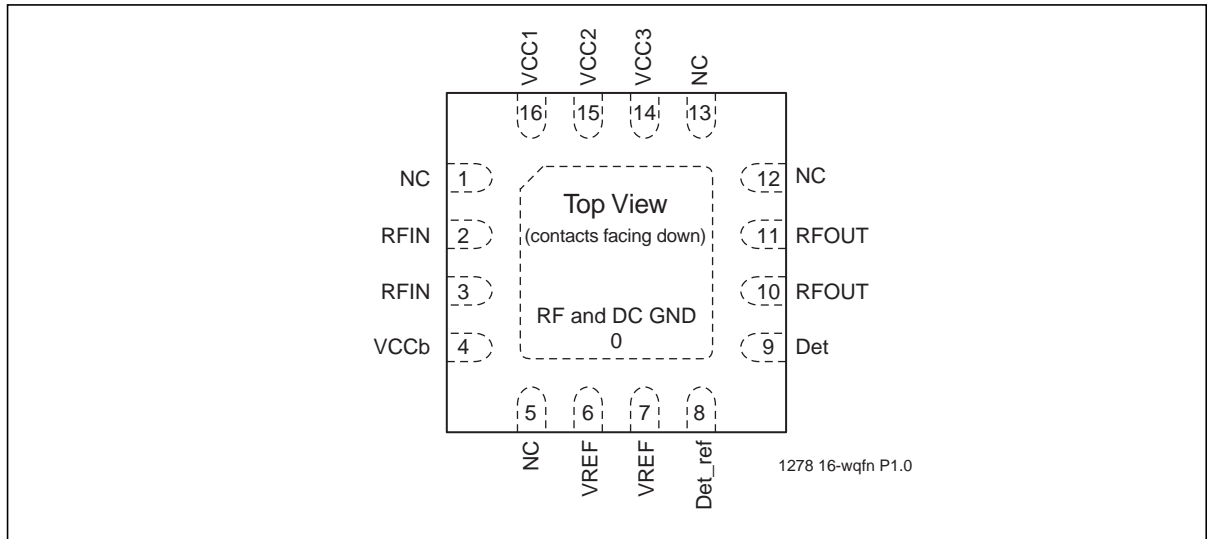 VCC1
VCC2
VCC3
NC
16
15
14
13
NC 1
RFIN 2
RFIN 3
VCCb 4
Top View
(contacts facing down)
RF and DC GND
0
12 NC
11 RFOUT
10 RFOUT
9 Det
5
6
7
8
NC
VREF
VREF
Det_ref
1278 16-wqfn P1.0